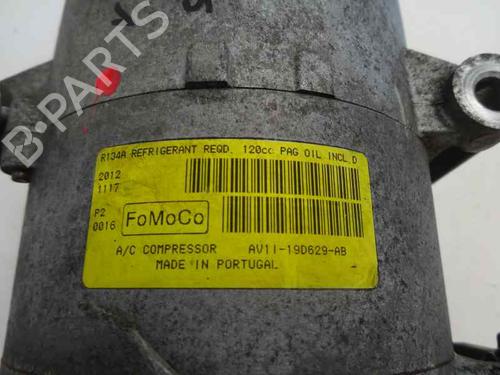 R134A REFRIGERANT REQD. 120cc PAG OIL INCL.D
2012
1117
P2
0016
FoMoCo
A/C COMPRESSOR AV11-19D629-AB
MADE IN PORTUGAL
B-PARTS